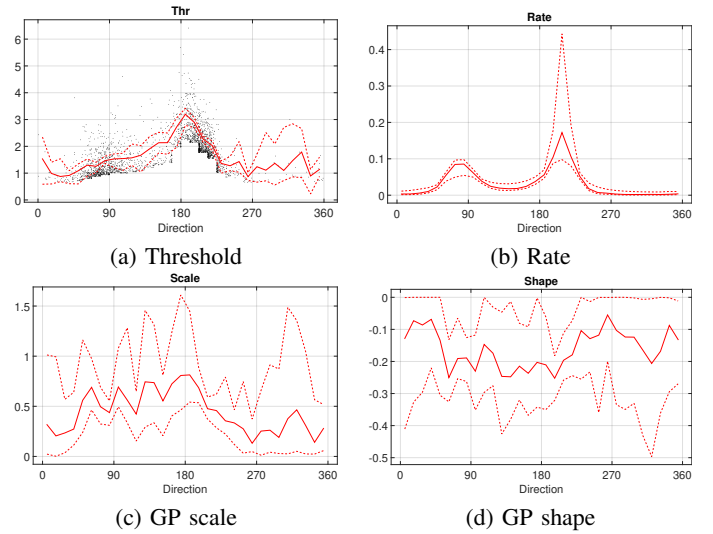 Thr
6
5
4
3
2
1
0
0 90 180 270 360
Direction
(a) Threshold
Rate
0.4
0.3
0.2
0.1
0
0 90 180 270 360
Direction
(b) Rate
Scale
1.5
1
0.5
0
0 90 180 270 360
Direction
(c) GP scale
Shape
0
-0.1
-0.2
-0.3
-0.4
-0.5
0 90 180 270 360
Direction
(d) GP shape